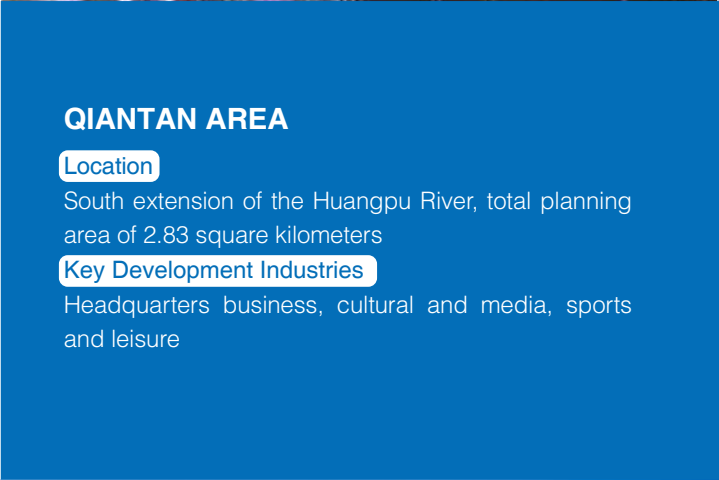 QIANTAN AREA
Location
South extension of the Huangpu River, total planning
area of 2.83 square kilometers
Key Development Industries
Headquarters business, cultural and media, sports
and leisure